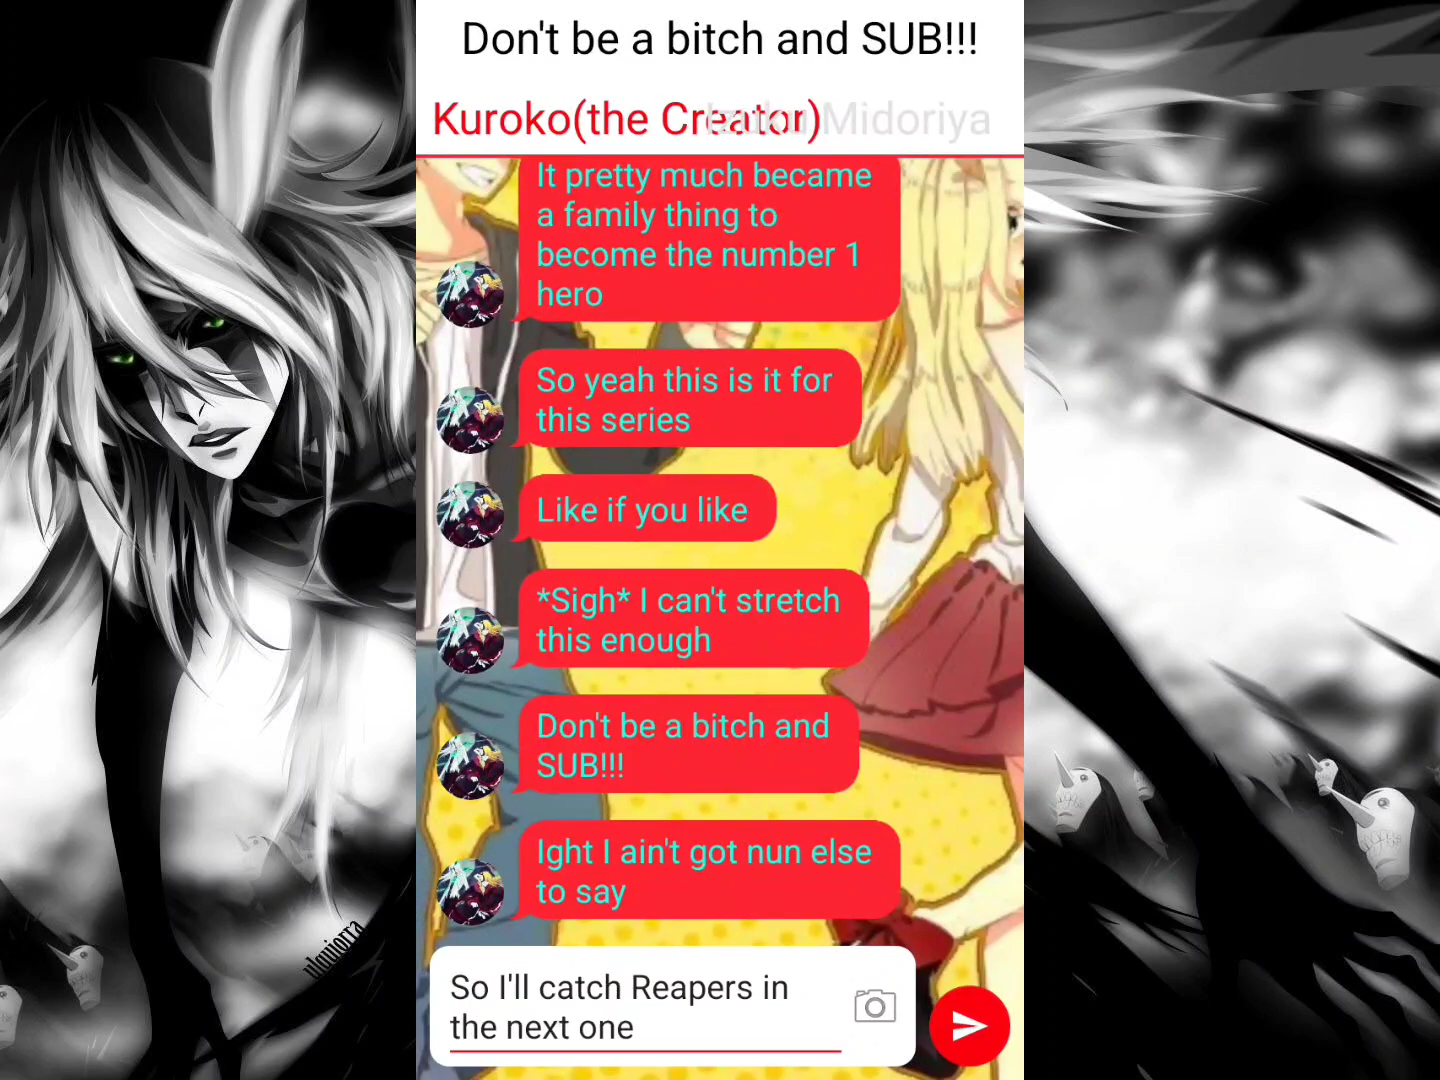 Don't be a bitch and SUB!!!
Kuroko(the Creator)
Izuku Midoriya
It pretty much became
a family thing to
become the number 1
hero
So yeah this is it for
this series
Like if you like
*Sigh* I can't stretch
this enough
Don't be a bitch and
SUB!!!
Ight I ain't got nun else
to say
So I'll catch Reapers in
the next one
ulquiorra